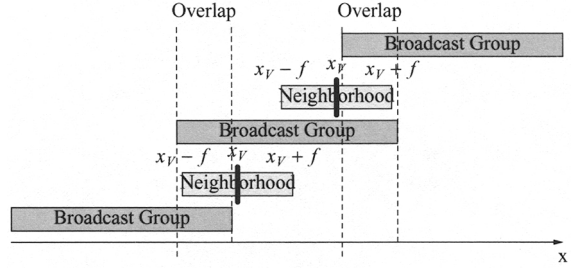 Overlap Overlap
Broadcast Group
x_V − f x_V x_V + f
Neighborhood
Broadcast Group
x_V − f x_V x_V + f
Neighborhood
Broadcast Group
x